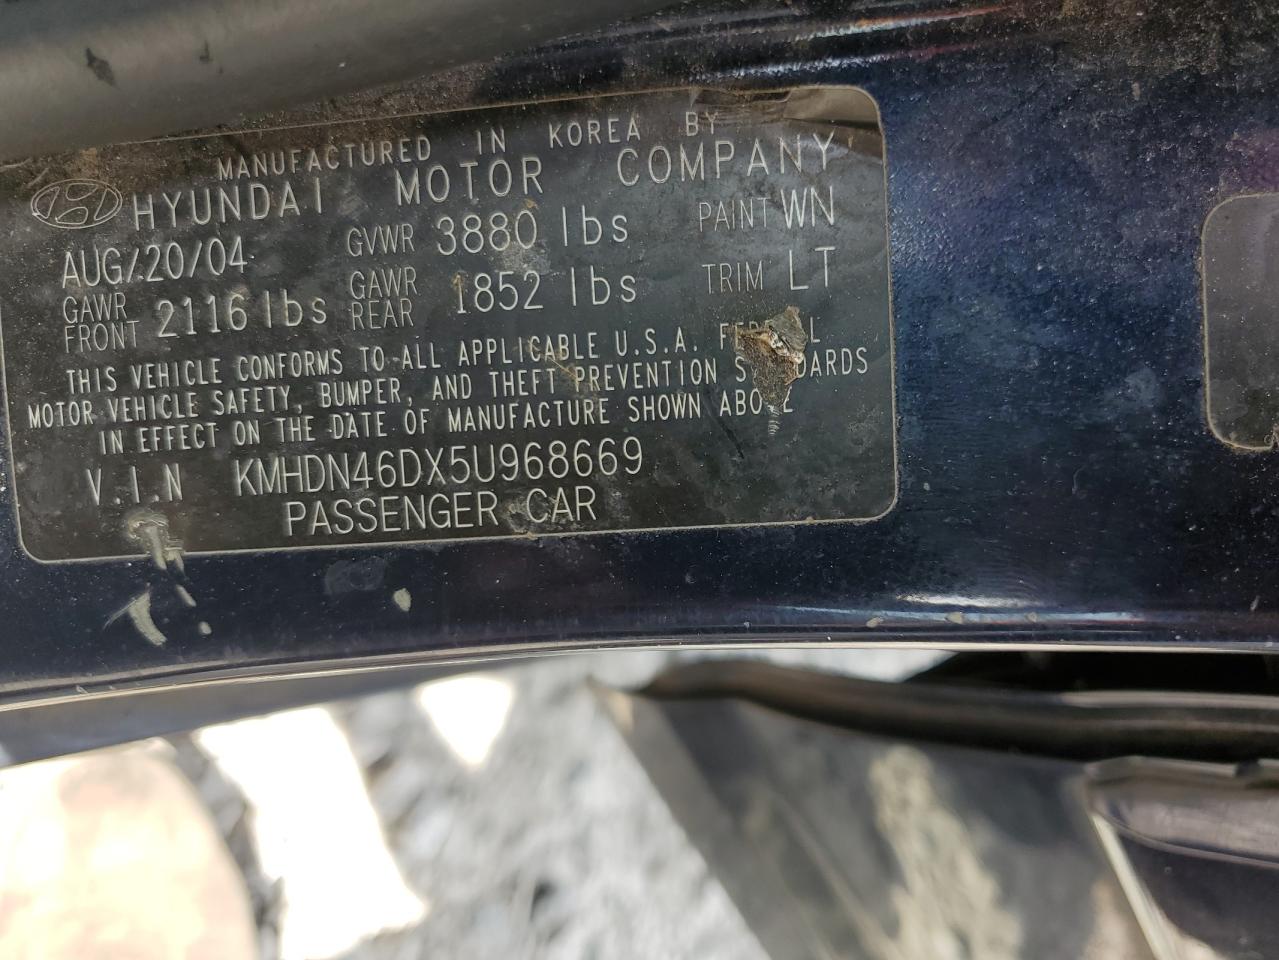 MANUFACTURED IN KOREA BY
HYUNDAI MOTOR COMPANY
AUG/20/04 GVWR 3880 lbs PAINT WN
GAWR FRONT 2116 lbs GAWR REAR 1852 lbs TRIM LT
THIS VEHICLE CONFORMS TO ALL APPLICABLE U.S.A.
MOTOR VEHICLE SAFETY, BUMPER, AND THEFT PREVENTION
IN EFFECT ON THE DATE OF MANUFACTURE SHOWN
V.I.N KMHDN46DX5U968669
PASSENGER CAR